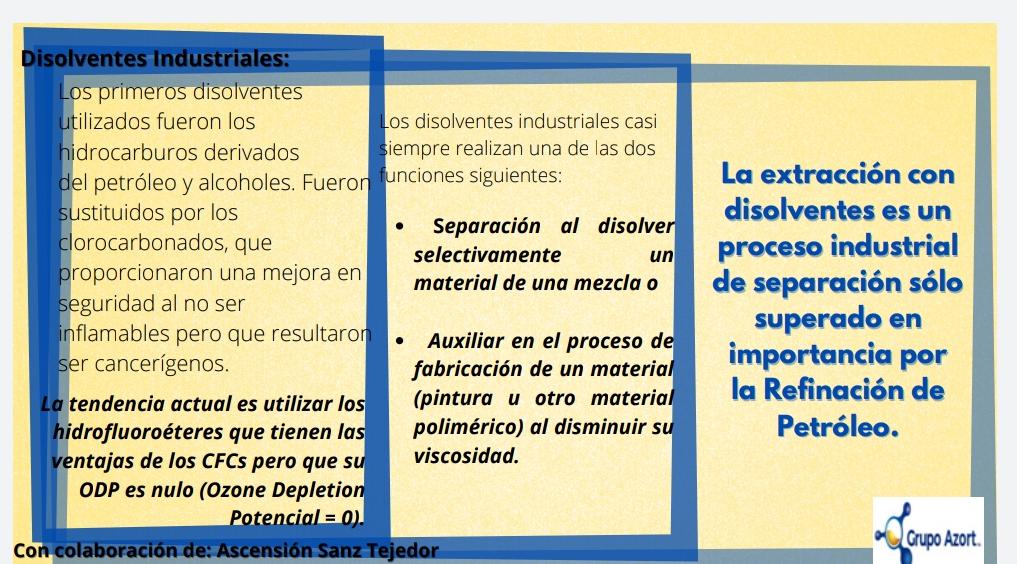 Disolventes Industriales:
Los primeros disolventes
utilizados fueron los
hidrocarburos derivados
del petróleo y alcoholes. Fueron
sustituidos por los
clorocarbonados, que
proporcionaron una mejora en
seguridad al no ser
inflamables pero que resultaron
ser cancerígenos.
La tendencia actual es utilizar los
hidrofluoroéteres que tienen las
ventajas de los CFCs pero que su
ODP es nulo (Ozone Depletion
Potencial = 0).
Con colaboración de: Ascensión Sanz Tejedor
Los disolventes industriales casi
siempre realizan una de las dos
funciones siguientes:
• Separación al disolver
selectivamente un
material de una mezcla o
• Auxiliar en el proceso de
fabricación de un material
(pintura u otro material
polimérico) al disminuir su
viscosidad.
La extracción con
disolventes es un
proceso industrial
de separación sólo
superado en
importancia por
la Refinación de
Petróleo.
Grupo Azort.